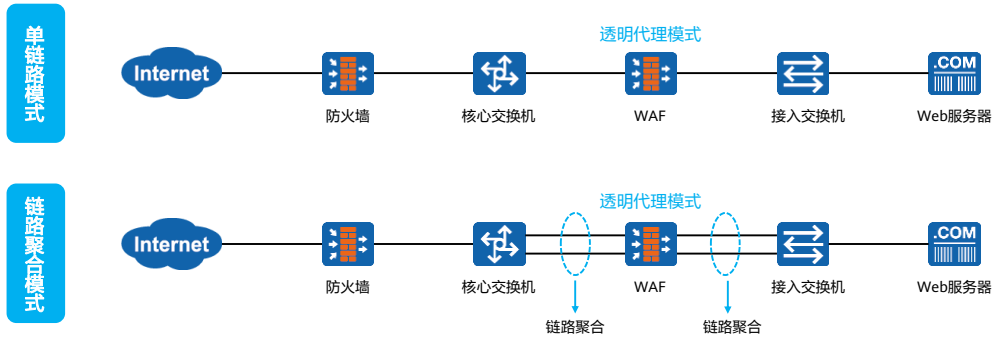 单链路模式
透明代理模式
Internet
.COM
防火墙
核心交换机
WAF
接入交换机
Web服务器
链路聚合模式
透明代理模式
Internet
.COM
防火墙
核心交换机
WAF
接入交换机
Web服务器
链路聚合
链路聚合